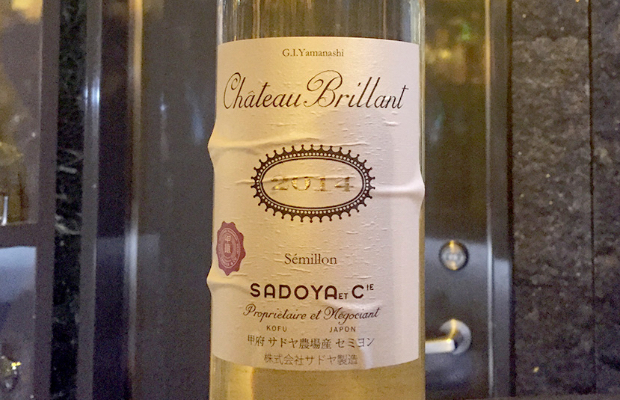 G.I.Yamanashi
Château Brillant
2014
Sémillon
SADOYA ET Cie
Propriétaire et Négociant
KOFU JAPON
甲府 サドヤ農場産 セミヨン
株式会社サドヤ製造